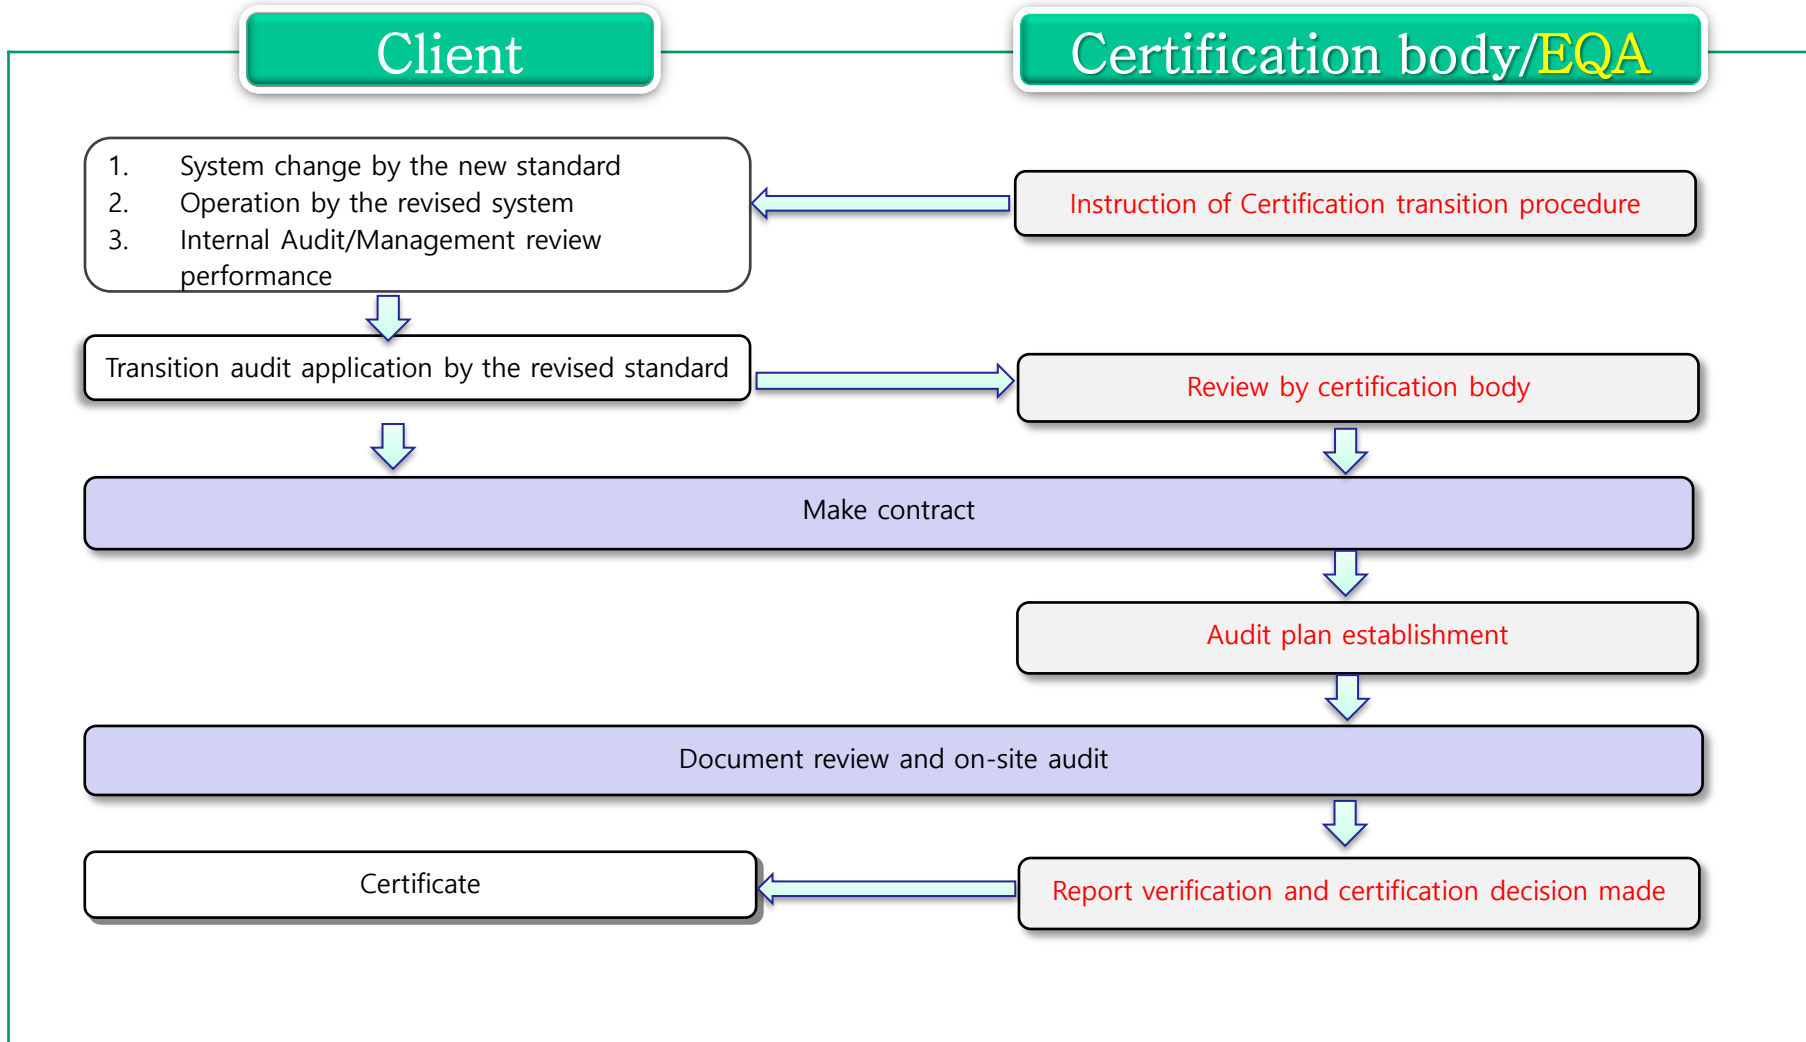 Client
Certification body/EQA
1. System change by the new standard
2. Operation by the revised system
3. Internal Audit/Management review
performance
Instruction of Certification transition procedure
Transition audit application by the revised standard
Review by certification body
Make contract
Audit plan establishment
Document review and on-site audit
Certificate
Report verification and certification decision made